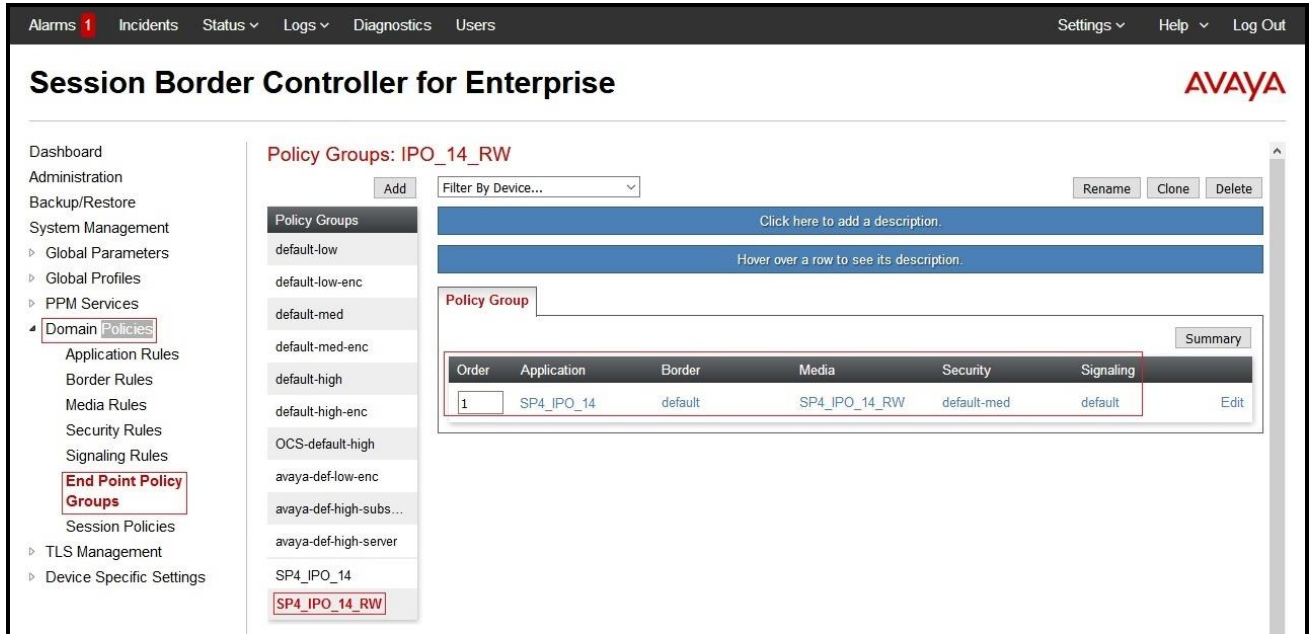 Alarms 1 Incidents Status Logs Diagnostics Users Settings Help Log Out
Session Border Controller for Enterprise
AVAYA
Dashboard
Administration
Backup/Restore
System Management
Global Parameters
Global Profiles
PPM Services
Domain Policies
Application Rules
Border Rules
Media Rules
Security Rules
Signaling Rules
End Point Policy
Groups
Session Policies
TLS Management
Device Specific Settings
Policy Groups: IPO_14_RW
Add
Filter By Device...
Rename Clone Delete
Policy Groups
default-low
default-low-enc
default-med
default-med-enc
default-high
default-high-enc
OCS-default-high
avaya-def-low-enc
avaya-def-high-subs...
avaya-def-high-server
SP4_IPO_14
SP4_IPO_14_RW
Click here to add a description.
Hover over a row to see its description.
Policy Group
Summary
Order Application Border Media Security Signaling
1 SP4_IPO_14 default SP4_IPO_14_RW default-med default Edit